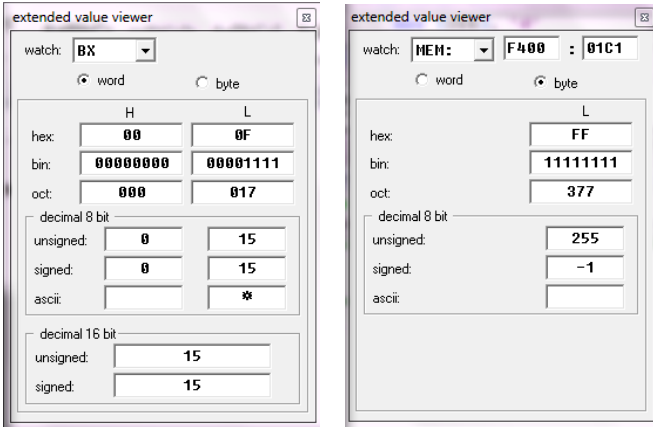 extended value viewer
watch: BX
word byte
H L
hex: 00 0F
bin: 00000000 00001111
oct: 000 017
decimal 8 bit
unsigned: 0 15
signed: 0 15
ascii: ☼
decimal 16 bit
unsigned: 15
signed: 15
extended value viewer
watch: MEM: F400 : 01C1
word byte
L
hex: FF
bin: 11111111
oct: 377
decimal 8 bit
unsigned: 255
signed: -1
ascii: